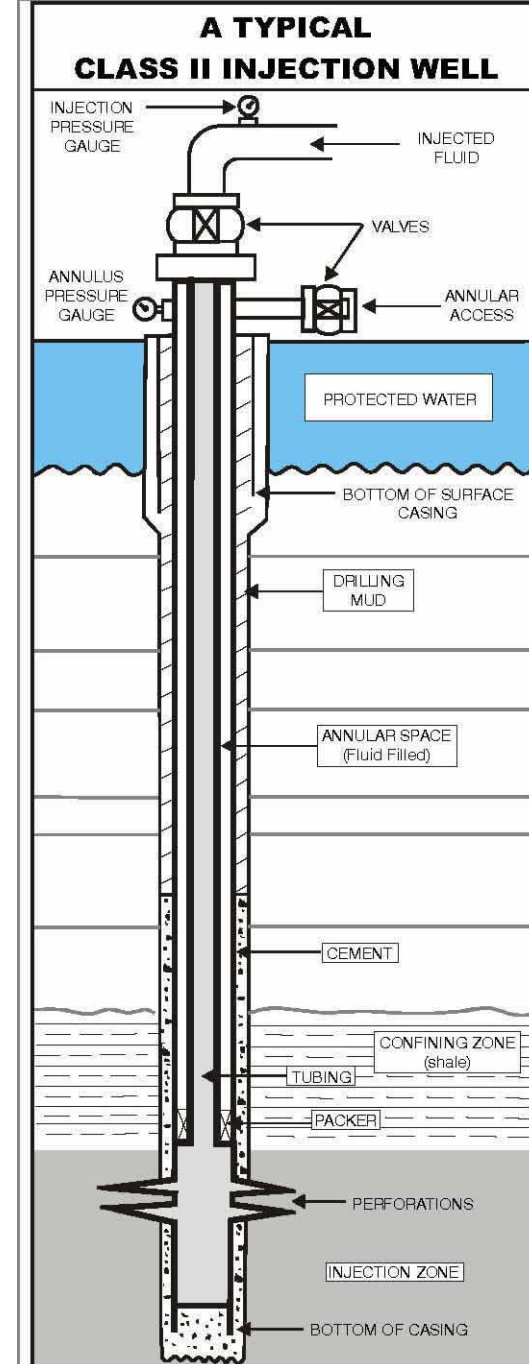 A TYPICAL
CLASS II INJECTION WELL
INJECTION
PRESSURE
GAUGE
INJECTED
FLUID
VALVES
ANNULUS
PRESSURE
GAUGE
ANNULAR
ACCESS
PROTECTED WATER
BOTTOM OF SURFACE
CASING
DRILLING
MUD
ANNULAR SPACE
(Fluid Filled)
CEMENT
CONFINING ZONE
(shale)
TUBING
PACKER
PERFORATIONS
INJECTION ZONE
BOTTOM OF CASING